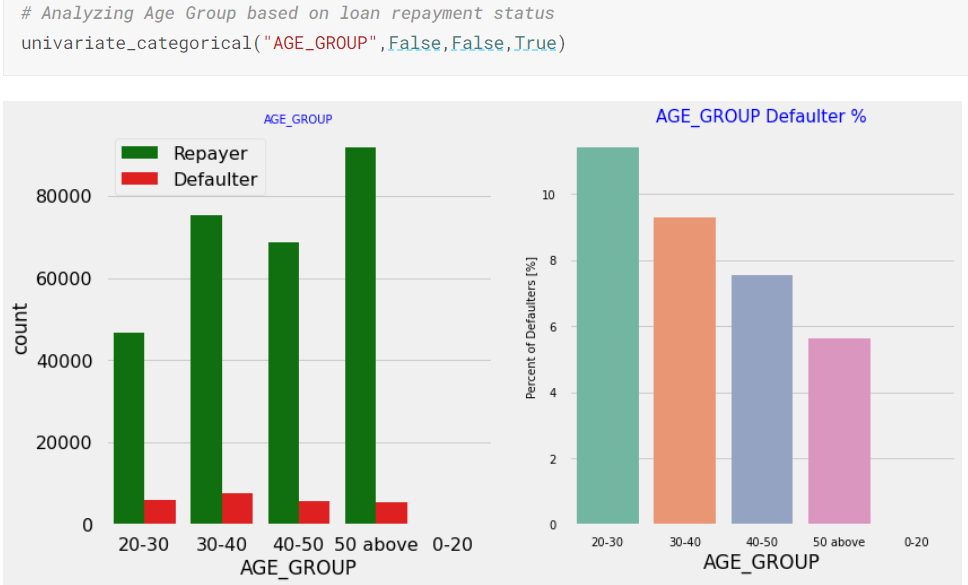 # Analyzing Age Group based on loan repayment status
univariate_categorical("AGE_GROUP",False,False,True)
AGE_GROUP
Repayer
Defaulter
80000
60000
40000
20000
0
count
20-30 30-40 40-50 50 above 0-20
AGE_GROUP
AGE_GROUP Defaulter %
10
8
6
4
2
0
Percent of Defaulters [%]
20-30 30-40 40-50 50 above 0-20
AGE_GROUP